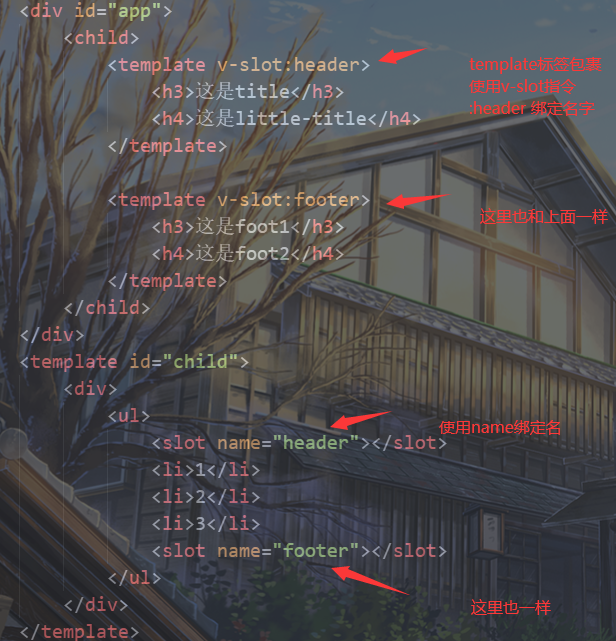 <div id="app">
<child>
<template v-slot:header>
template标签包裹
使用v-slot指令
:header 绑定名字
<h3>这是title</h3>
<h4>这是little-title</h4>
</template>
<template v-slot:footer>
这里也和上面一样
<h3>这是foot1</h3>
<h4>这是foot2</h4>
</template>
</child>
</div>
<template id="child">
<div>
<ul>
使用name绑定名
<slot name="header"></slot>
<li>1</li>
<li>2</li>
<li>3</li>
<slot name="footer"></slot>
</ul>
</div>
这里也一样
</template>